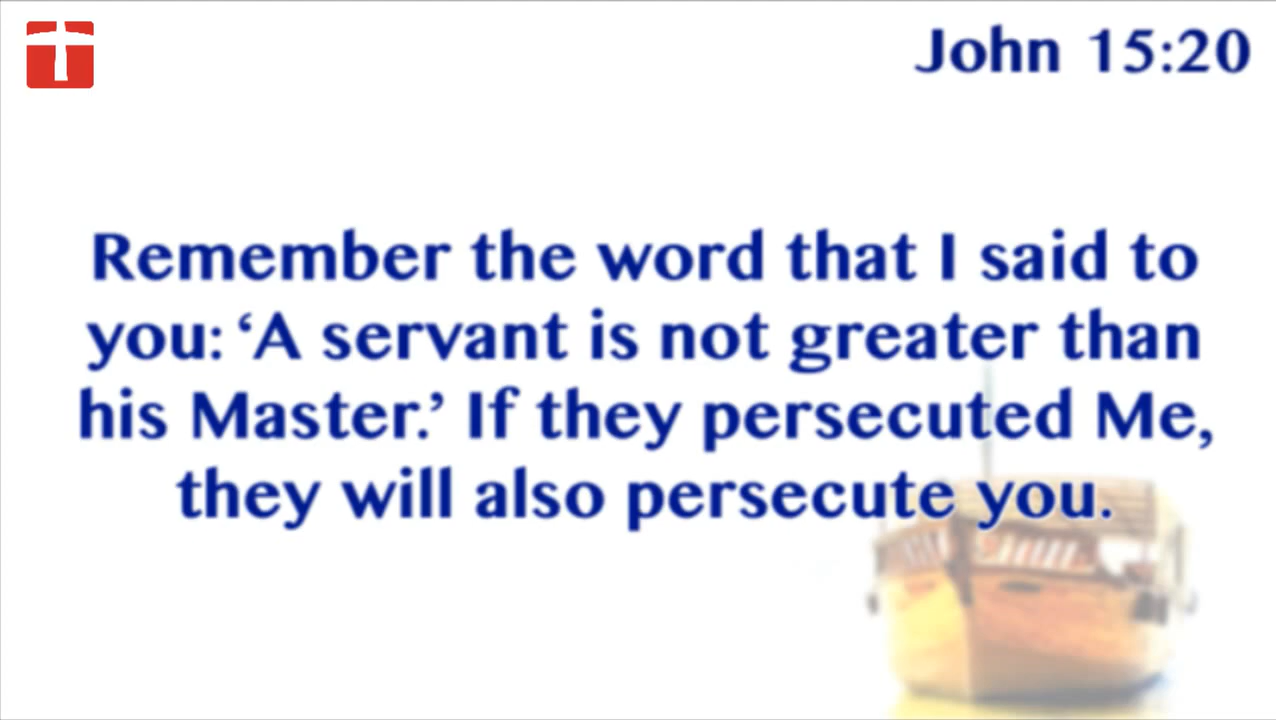 John 15:20
Remember the word that I said to
you: ‘A servant is not greater than
his Master.’ If they persecuted Me,
they will also persecute you.